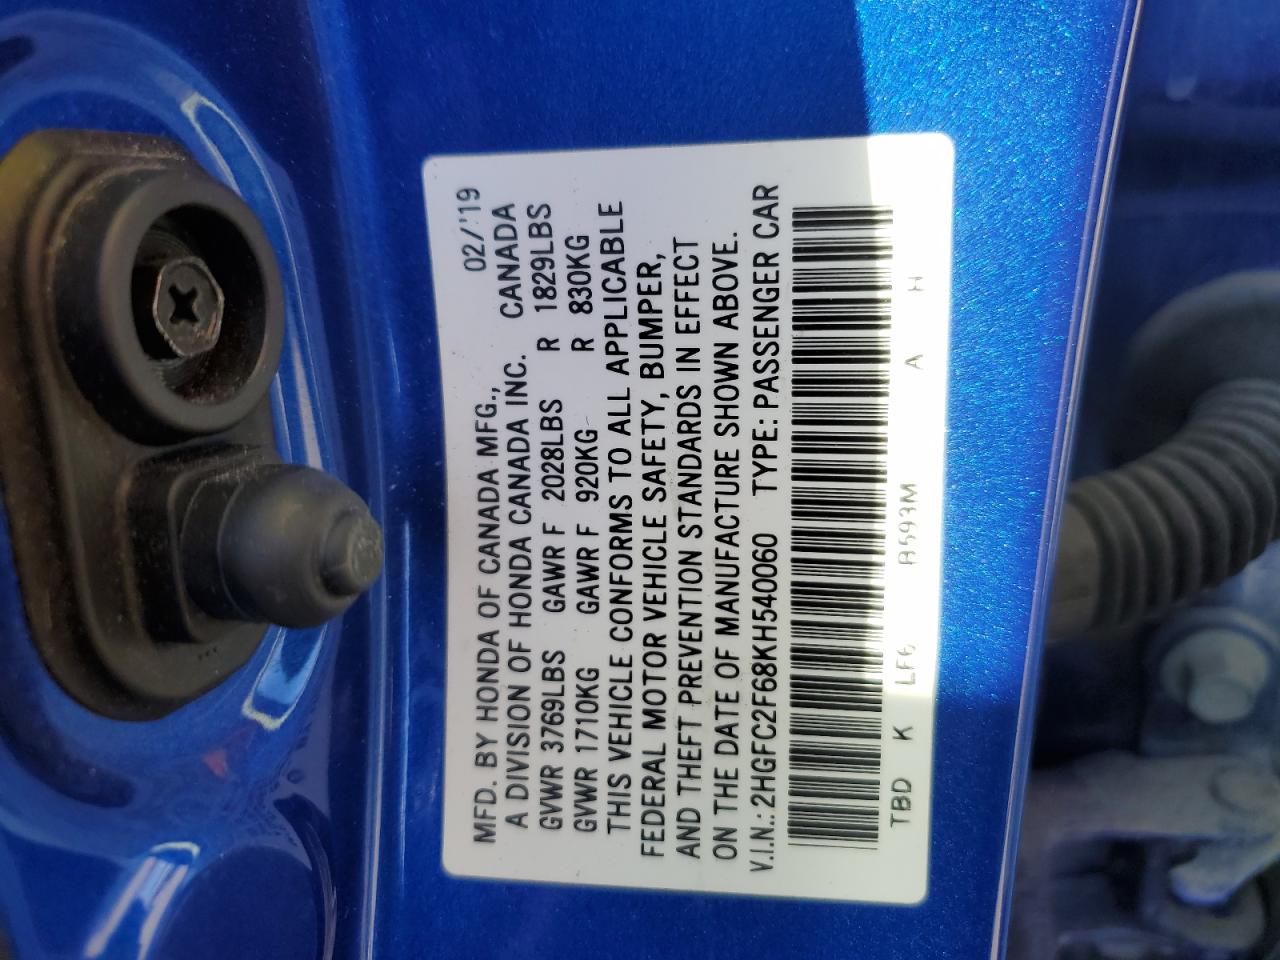 02/'19
MFD. BY HONDA OF CANADA MFG.,
A DIVISION OF HONDA CANADA INC. CANADA
GVWR 3769LBS GAWR F 2028LBS R 1829LBS
GVWR 1710KG GAWR F 920KG R 830KG
THIS VEHICLE CONFORMS TO ALL APPLICABLE
FEDERAL MOTOR VEHICLE SAFETY, BUMPER,
AND THEFT PREVENTION STANDARDS IN EFFECT
ON THE DATE OF MANUFACTURE SHOWN ABOVE.
V.I.N.: 2HGFC2F68KH540060 TYPE: PASSENGER CAR
TBD K LF6 B593M A H